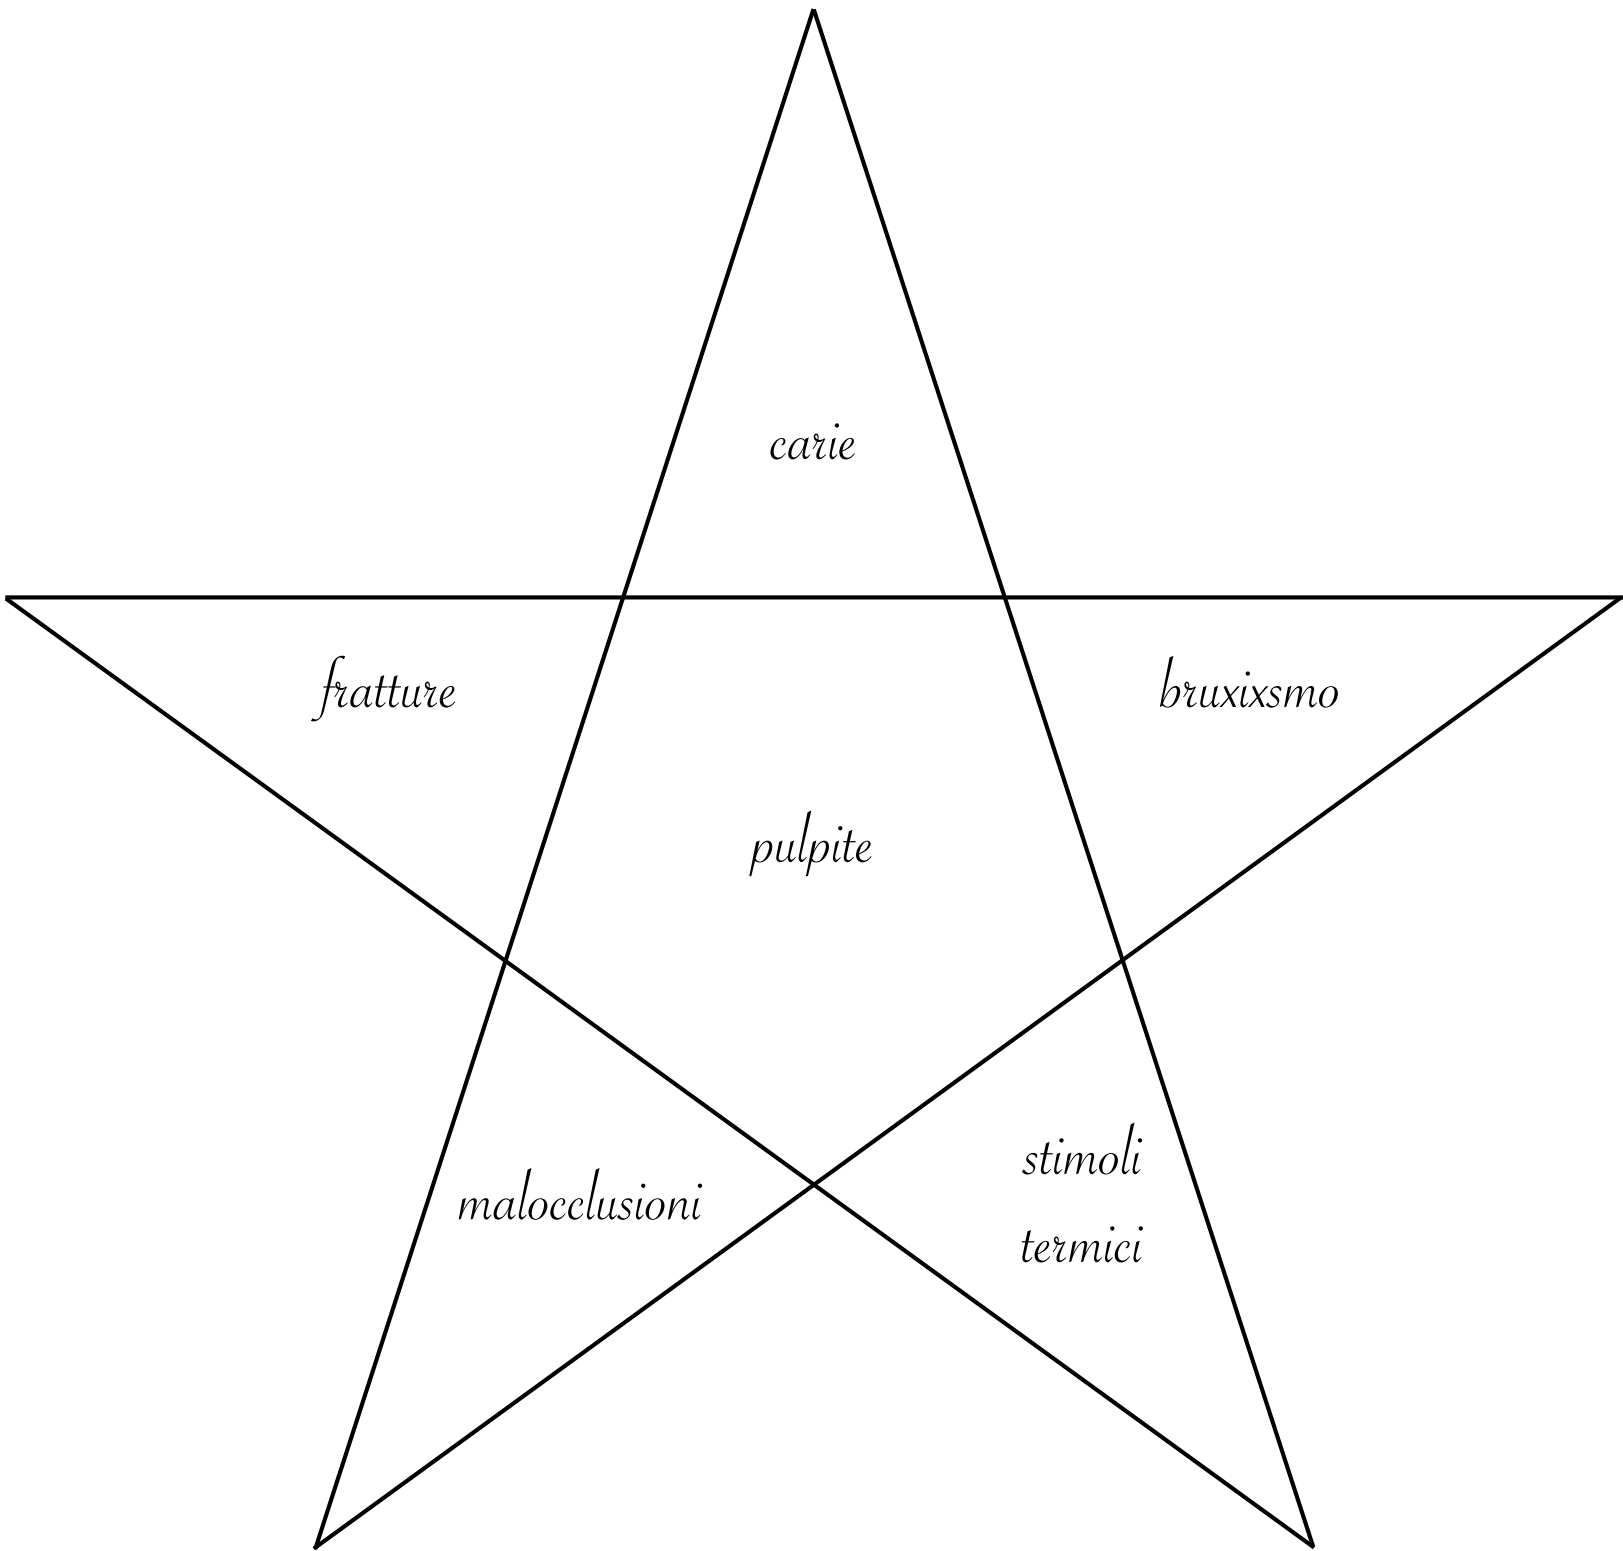 carie
fratture
bruxixsmo
pulpite
malocclusioni
stimoli
termici